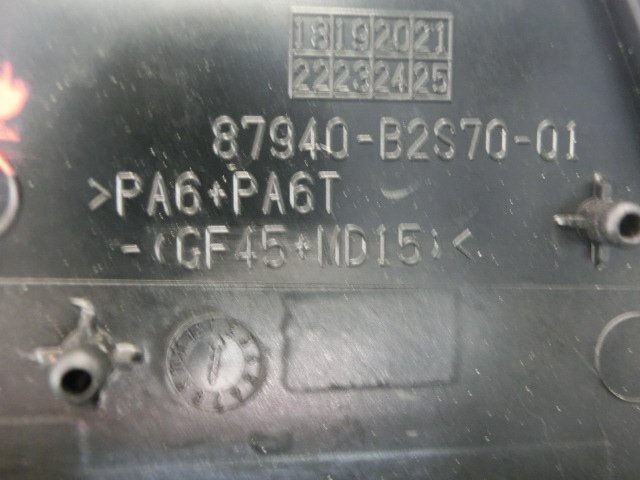 18 19 20 21
22 23 24 25
87940-B2S70-01
>PA6+PA6T
-(GF45+MD15)<